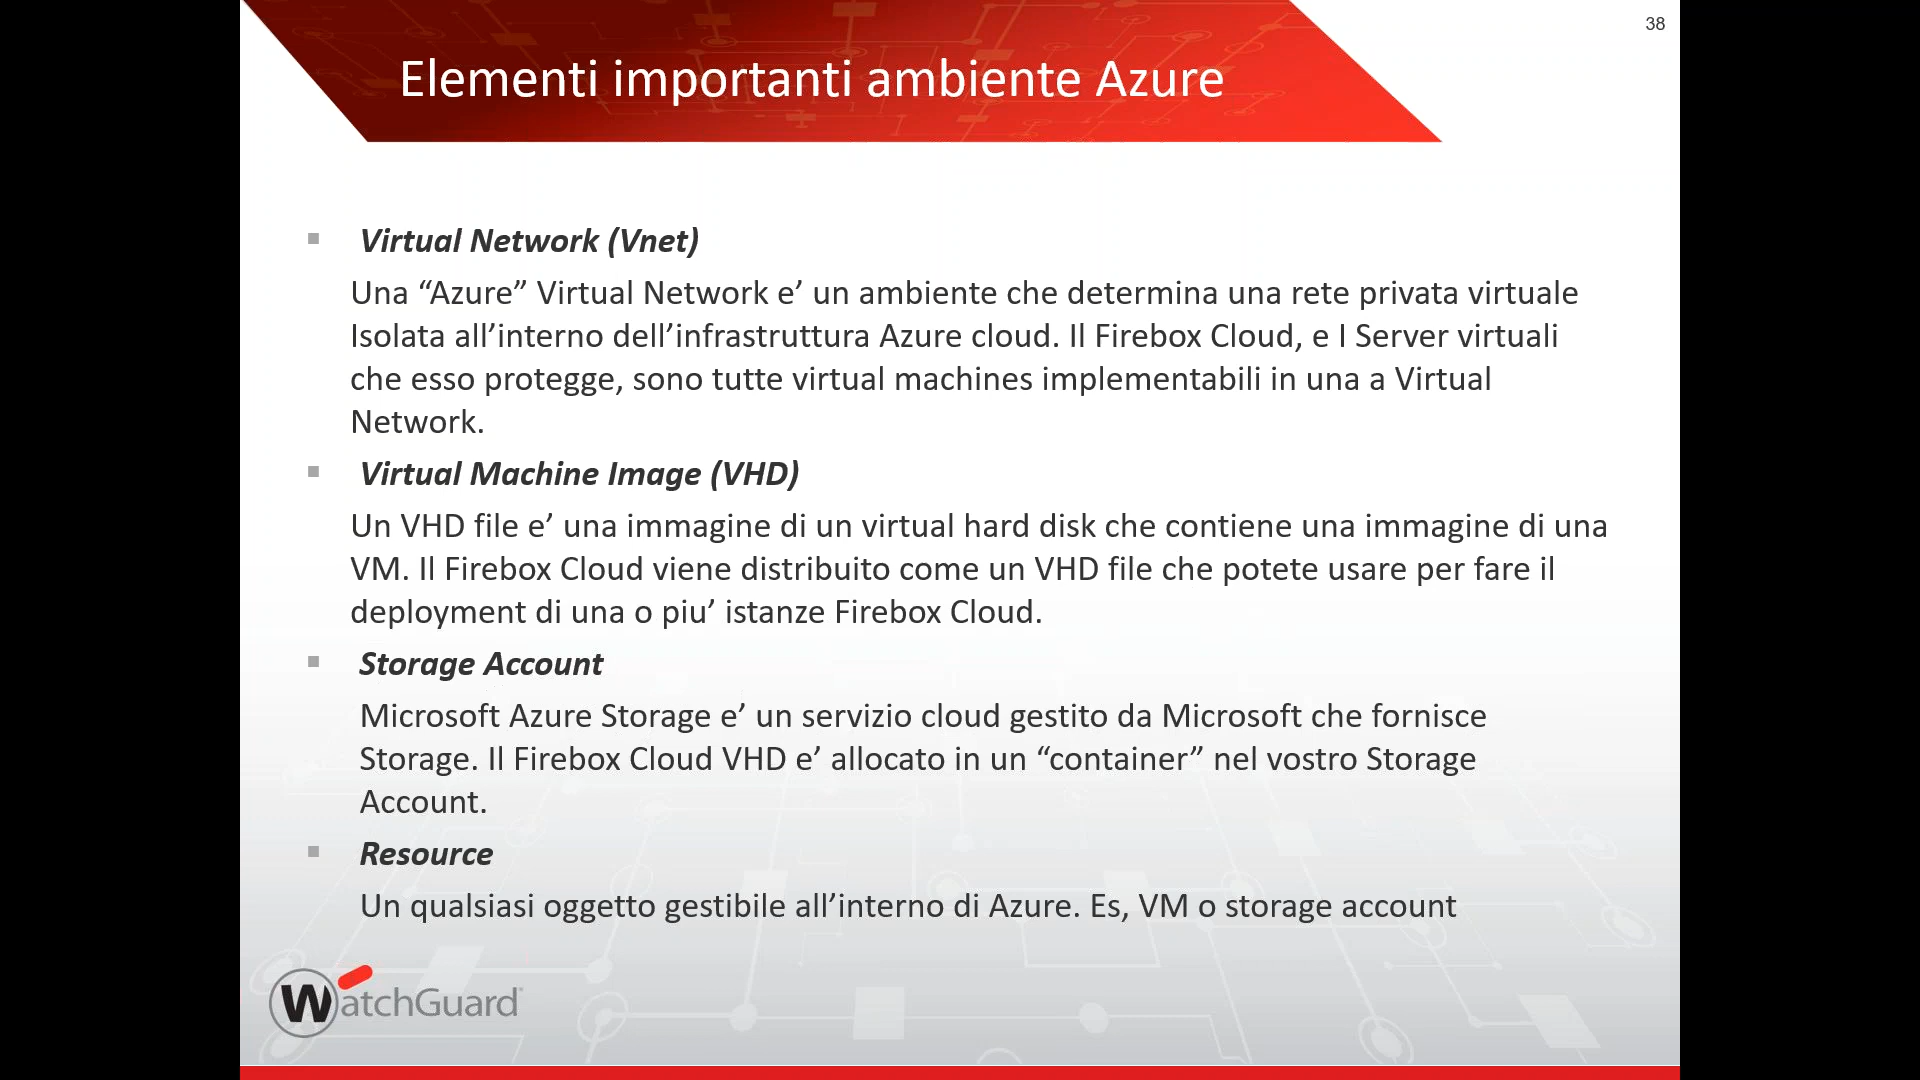 38
Elementi importanti ambiente Azure
Virtual Network (Vnet)
Una “Azure” Virtual Network e’ un ambiente che determina una rete privata virtuale
Isolata all’interno dell’infrastruttura Azure cloud. Il Firebox Cloud, e I Server virtuali
che esso protegge, sono tutte virtual machines implementabili in una a Virtual
Network.
Virtual Machine Image (VHD)
Un VHD file e’ una immagine di un virtual hard disk che contiene una immagine di una
VM. Il Firebox Cloud viene distribuito come un VHD file che potete usare per fare il
deployment di una o piu’ istanze Firebox Cloud.
Storage Account
Microsoft Azure Storage e’ un servizio cloud gestito da Microsoft che fornisce
Storage. Il Firebox Cloud VHD e’ allocato in un “container” nel vostro Storage
Account.
Resource
Un qualsiasi oggetto gestibile all’interno di Azure. Es, VM o storage account
WatchGuard